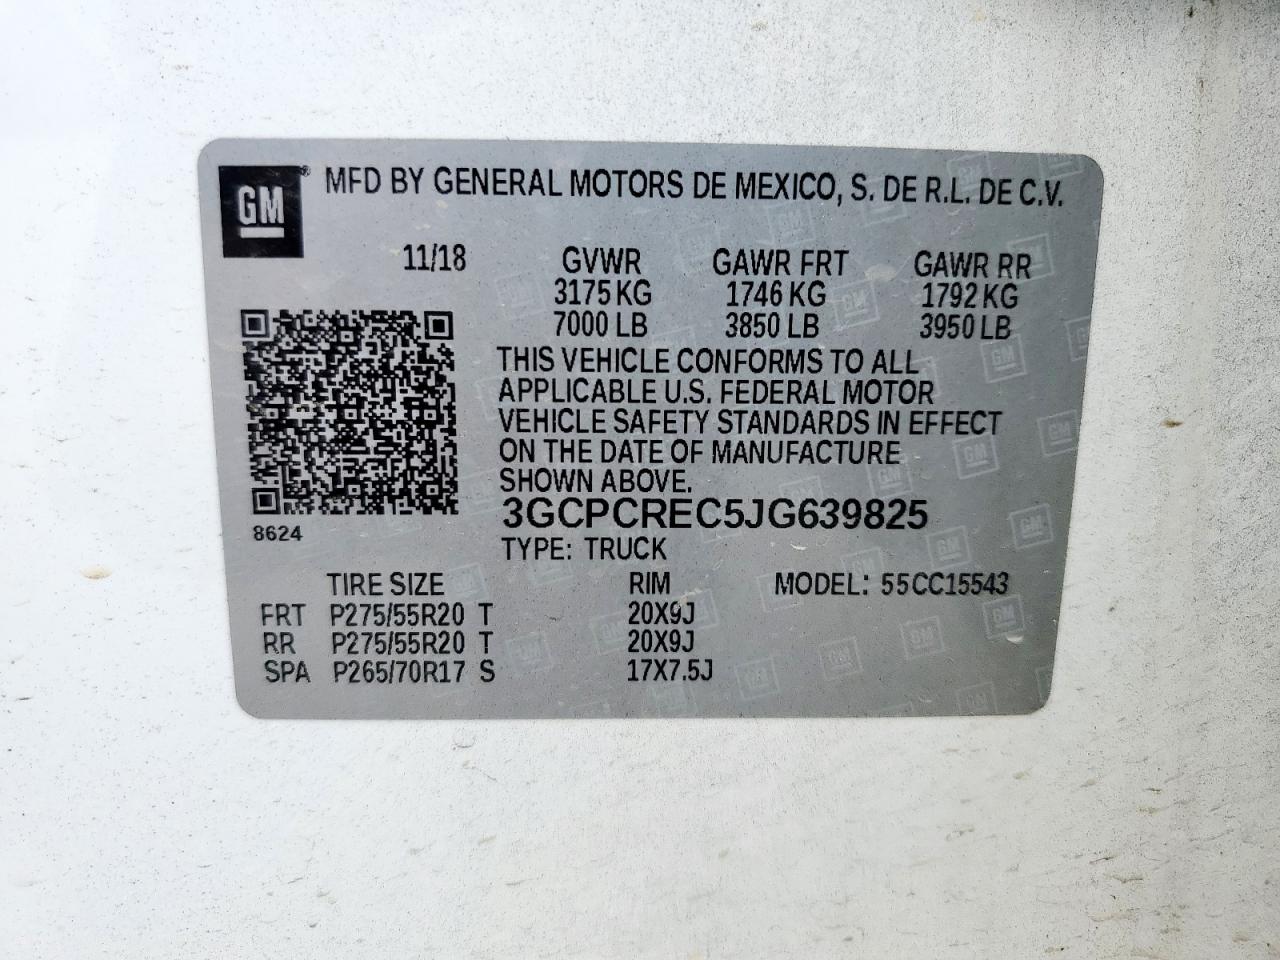 GM® MFD BY GENERAL MOTORS DE MEXICO, S. DE R.L. DE C.V.
11/18 GVWR GAWR FRT GAWR RR
3175 KG 1746 KG 1792 KG
7000 LB 3850 LB 3950 LB
THIS VEHICLE CONFORMS TO ALL
APPLICABLE U.S. FEDERAL MOTOR
VEHICLE SAFETY STANDARDS IN EFFECT
ON THE DATE OF MANUFACTURE
SHOWN ABOVE.
3GCPCREC5JG639825
8624
TYPE: TRUCK
TIRE SIZE RIM MODEL: 55CC15543
FRT P275/55R20 T 20X9J
RR P275/55R20 T 20X9J
SPA P265/70R17 S 17X7.5J